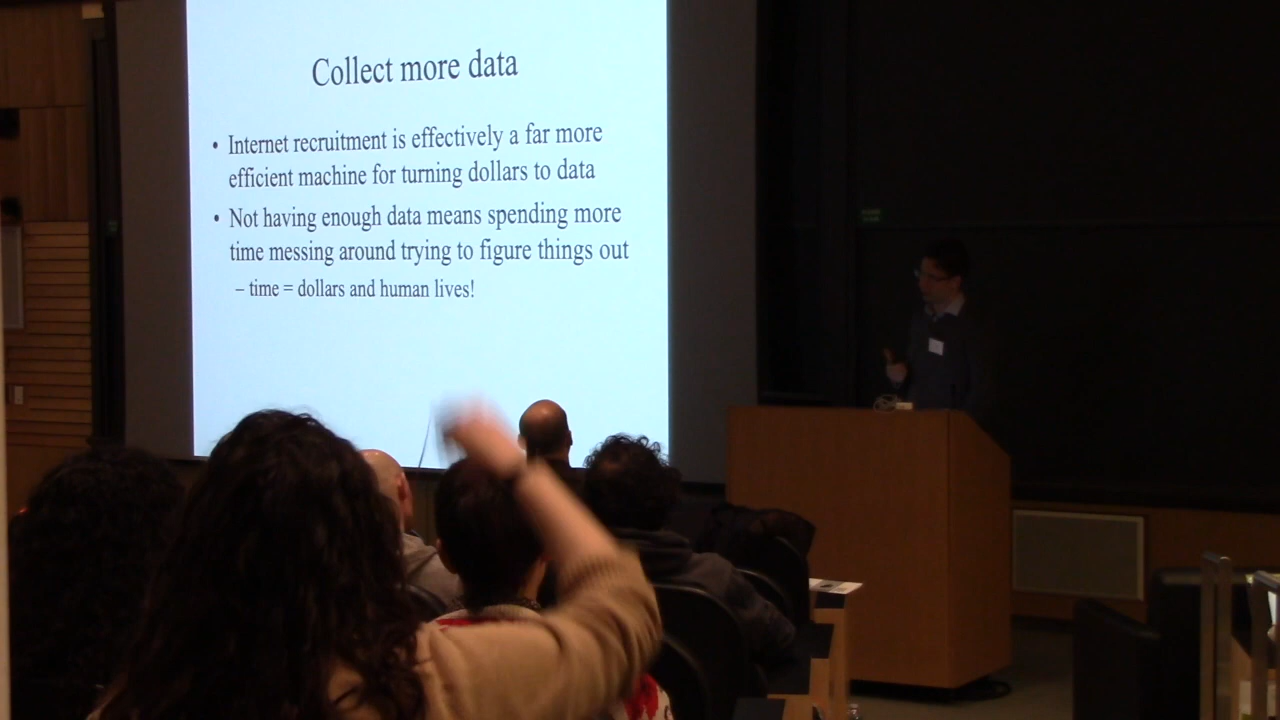 Collect more data
• Internet recruitment is effectively a far more
efficient machine for turning dollars to data
• Not having enough data means spending more
time messing around trying to figure things out
– time = dollars and human lives!